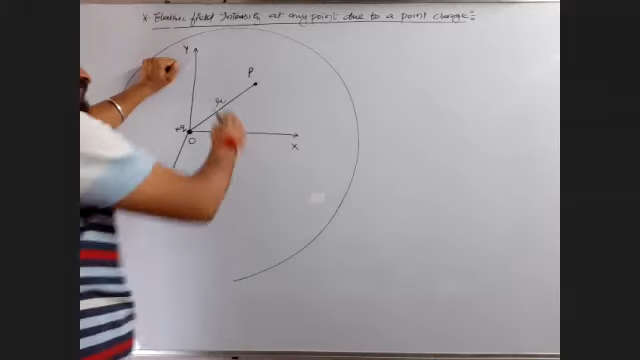 * Electric field Intensity at any point due to a point charge :-
Y
P
r
+q
O
X